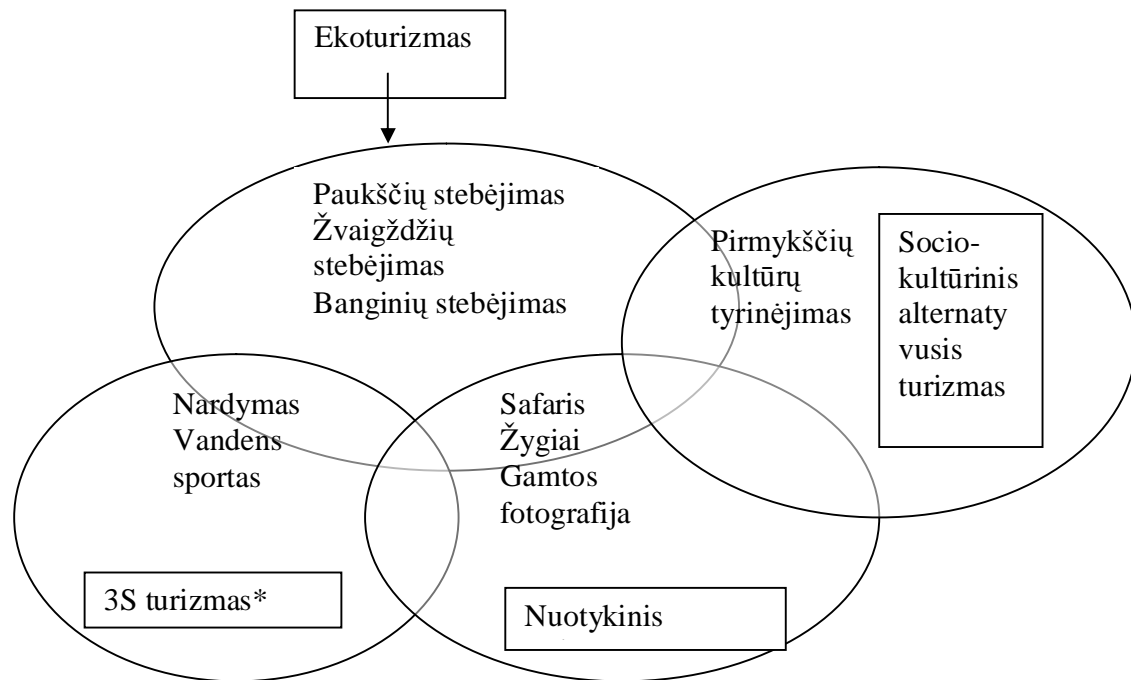 Ekoturizmas
Paukščių stebėjimas
Žvaigždžių
stebėjimas
Banginių stebėjimas
Pirmykščių
kultūrų
tyrinėjimas
Socio-
kultūrinis
alternaty
vusis
turizmas
Nardymas
Vandens
sportas
Safaris
Žygiai
Gamtos
fotografija
3S turizmas*
Nuotykinis